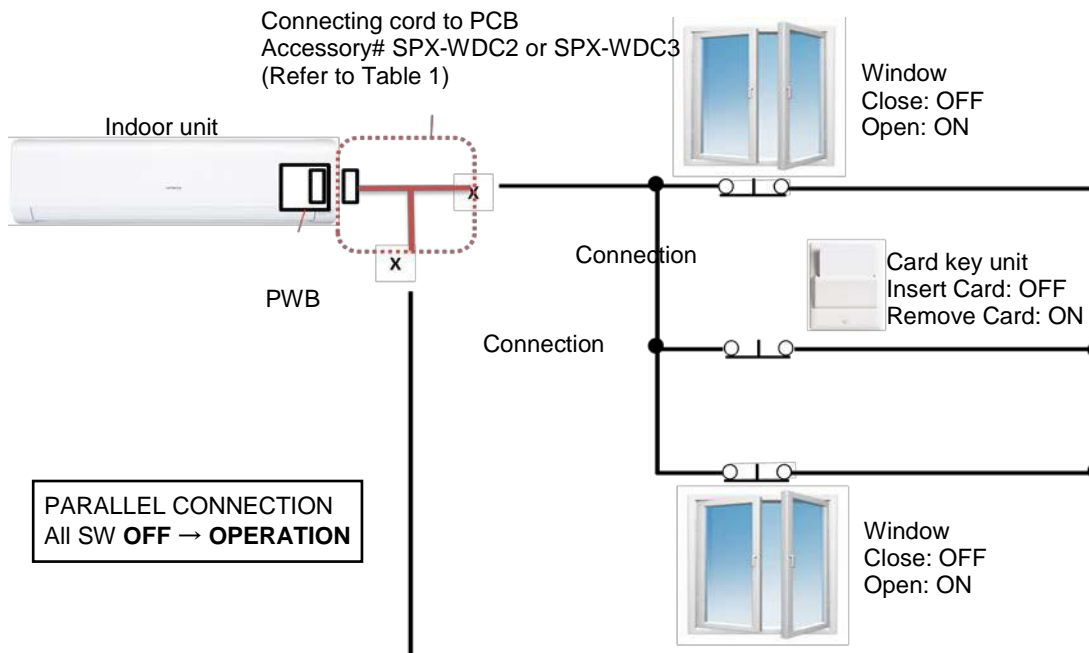 Connecting cord to PCB
Accessory# SPX-WDC2 or SPX-WDC3
(Refer to Table 1)
Indoor unit
Window
Close: OFF
Open: ON
X
X
Connection
Card key unit
Insert Card: OFF
Remove Card: ON
PWB
Connection
PARALLEL CONNECTION
All SW OFF → OPERATION
Window
Close: OFF
Open: ON